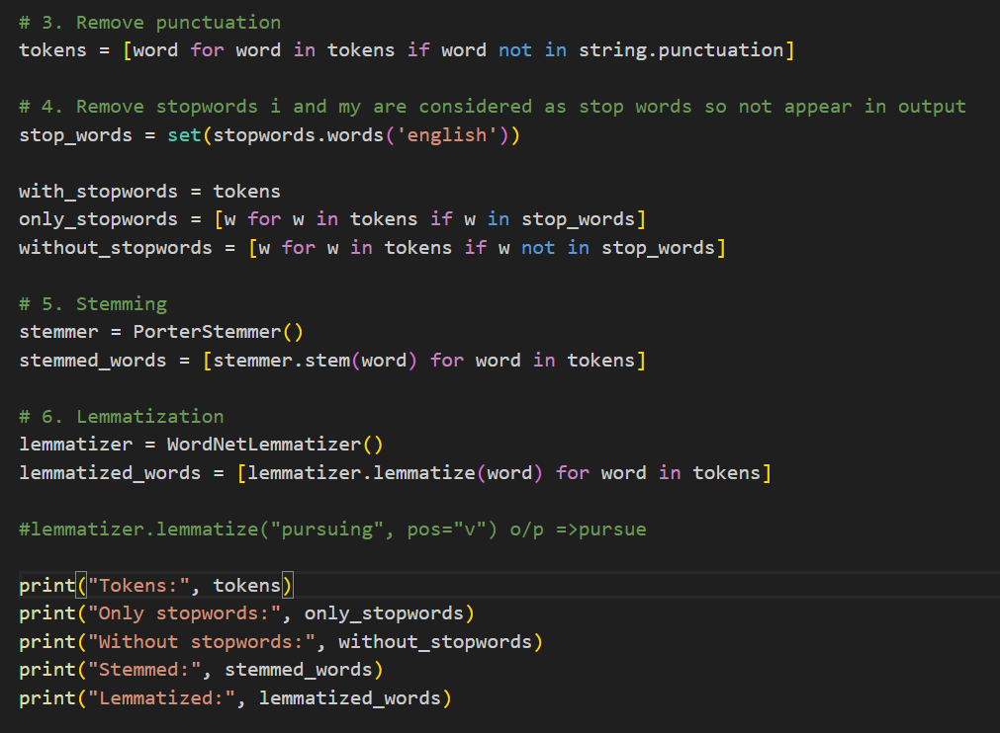 # 3. Remove punctuation
tokens = [word for word in tokens if word not in string.punctuation]
# 4. Remove stopwords i and my are considered as stop words so not appear in output
stop_words = set(stopwords.words('english'))
with_stopwords = tokens
only_stopwords = [w for w in tokens if w in stop_words]
without_stopwords = [w for w in tokens if w not in stop_words]
# 5. Stemming
stemmer = PorterStemmer()
stemmed_words = [stemmer.stem(word) for word in tokens]
# 6. Lemmatization
lemmatizer = WordNetLemmatizer()
lemmatized_words = [lemmatizer.lemmatize(word) for word in tokens]
#lemmatizer.lemmatize("pursuing", pos="v") o/p =>pursue
print("Tokens:", tokens)
print("Only stopwords:", only_stopwords)
print("Without stopwords:", without_stopwords)
print("Stemmed:", stemmed_words)
print("Lemmatized:", lemmatized_words)